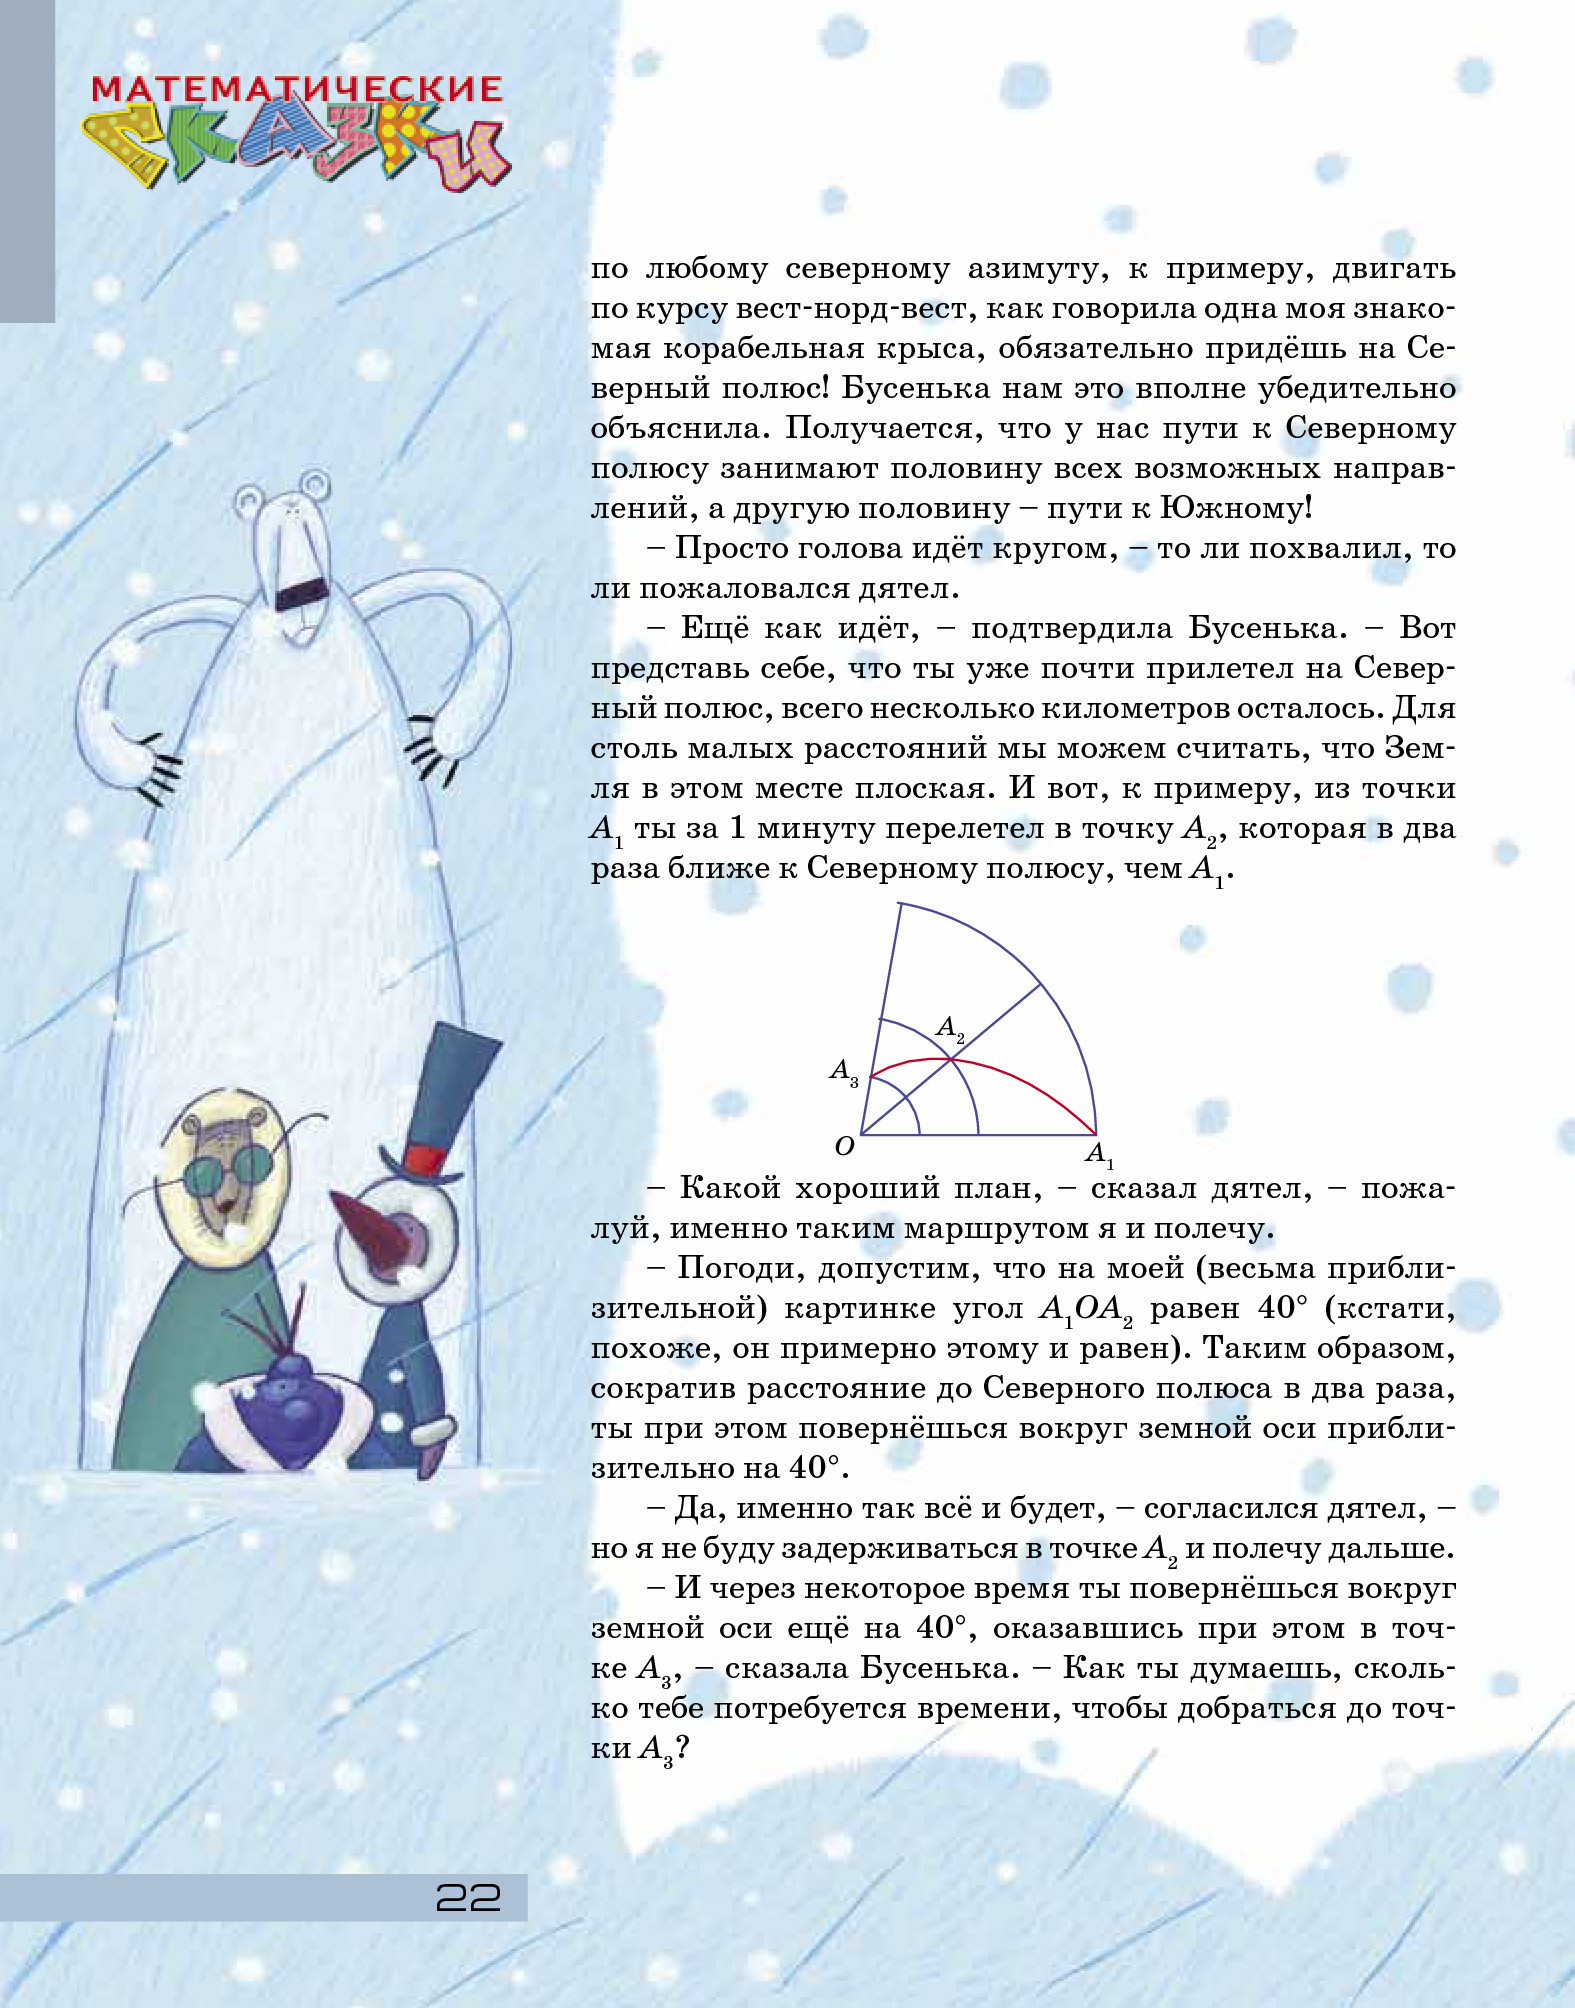 МАТЕМАТИЧЕСКИЕ
СКАЗКИ
по любому северному азимуту, к примеру, двигать
по курсу вест-норд-вест, как говорила одна моя знако-
мая корабельная крыса, обязательно придёшь на Се-
верный полюс! Бусенька нам это вполне убедительно
объяснила. Получается, что у нас пути к Северному
полюсу занимают половину всех возможных направ-
лений, а другую половину – пути к Южному!
– Просто голова идёт кругом, – то ли похвалил, то
ли пожаловался дятел.
– Ещё как идёт, – подтвердила Бусенька. – Вот
представь себе, что ты уже почти прилетел на Север-
ный полюс, всего несколько километров осталось. Для
столь малых расстояний мы можем считать, что Зем-
ля в этом месте плоская. И вот, к примеру, из точки
A₁ ты за 1 минуту перелетел в точку A₂, которая в два
раза ближе к Северному полюсу, чем A₁.
A₂
A₃
O
A₁
– Какой хороший план, – сказал дятел, – пожа-
луй, именно таким маршрутом я и полечу.
– Погоди, допустим, что на моей (весьма прибли-
зительной) картинке угол A₁OA₂ равен 40° (кстати,
похоже, он примерно этому и равен). Таким образом,
сократив расстояние до Северного полюса в два раза,
ты при этом повернёшься вокруг земной оси прибли-
зительно на 40°.
– Да, именно так всё и будет, – согласился дятел, –
но я не буду задерживаться в точке A₂ и полечу дальше.
– И через некоторое время ты повернёшься вокруг
земной оси ещё на 40°, оказавшись при этом в точ-
ке A₃, – сказала Бусенька. – Как ты думаешь, сколь-
ко тебе потребуется времени, чтобы добраться до точ-
ки A₃?
22